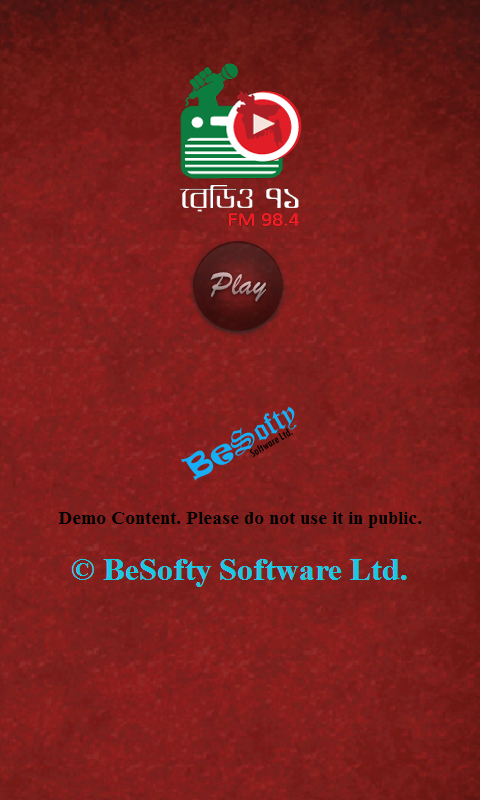 রেডিও ৭১
FM 98.4
Play
BeSofty
Software Ltd.
Demo Content. Please do not use it in public.
© BeSofty Software Ltd.